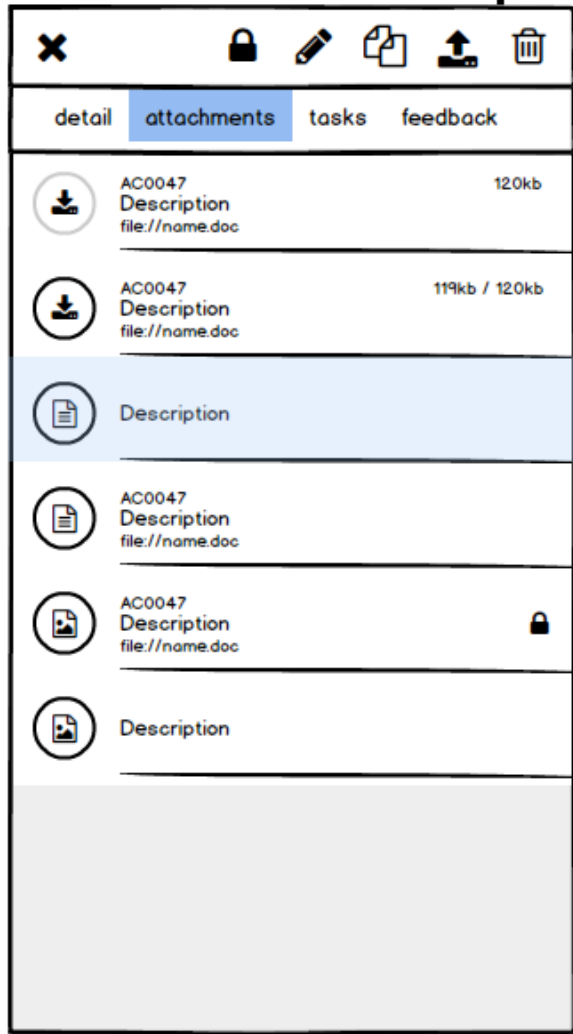 detail attachments tasks feedback
AC0047 120kb
Description
file://name.doc
AC0047 119kb / 120kb
Description
file://name.doc
Description
AC0047
Description
file://name.doc
AC0047
Description
file://name.doc
Description